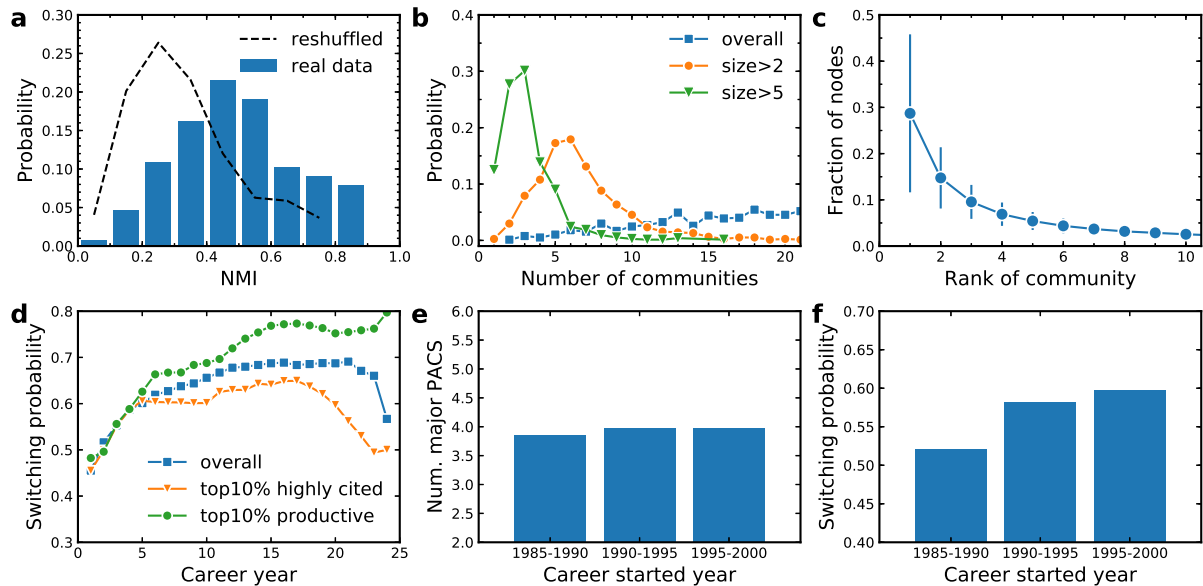 a
0.30
0.25
0.20
0.15
0.10
0.05
0.00
Probability
reshuffled
real data
0.0 0.2 0.4 0.6 0.8 1.0
NMI
b
0.4
0.3
0.2
0.1
0.0
Probability
overall
size>2
size>5
5 10 15 20
Number of communities
c
0.5
0.4
0.3
0.2
0.1
0.0
Fraction of nodes
0 2 4 6 8 10
Rank of community
d
0.8
0.7
0.6
0.5
0.4
0.3
Switching probability
overall
top10% highly cited
top10% productive
0 5 10 15 20 25
Career year
e
6.0
5.5
5.0
4.5
4.0
3.5
3.0
2.5
2.0
Num. major PACS
1985-1990 1990-1995 1995-2000
Career started year
f
0.70
0.65
0.60
0.55
0.50
0.45
0.40
Switching probability
1985-1990 1990-1995 1995-2000
Career started year